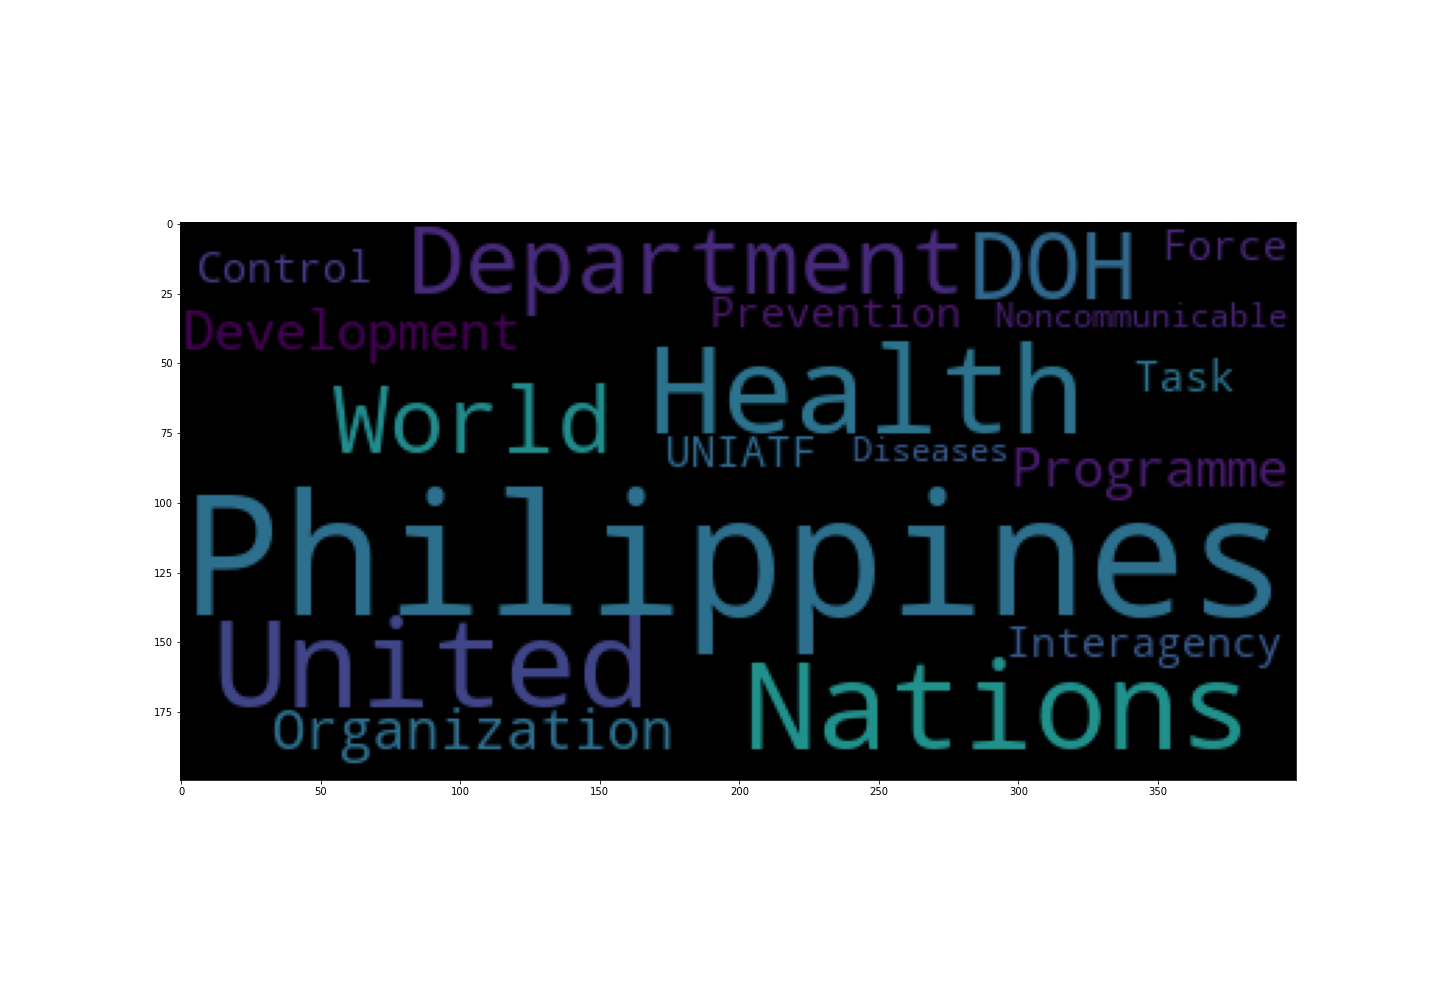 0
Control Department DOH Force
25
Development Prevention Noncommunicable
50
World Health Task
75
UNIATF Diseases Programme
100
Philippines
125
150
United Interagency
175
Organization Nations
0 50 100 150 200 250 300 350